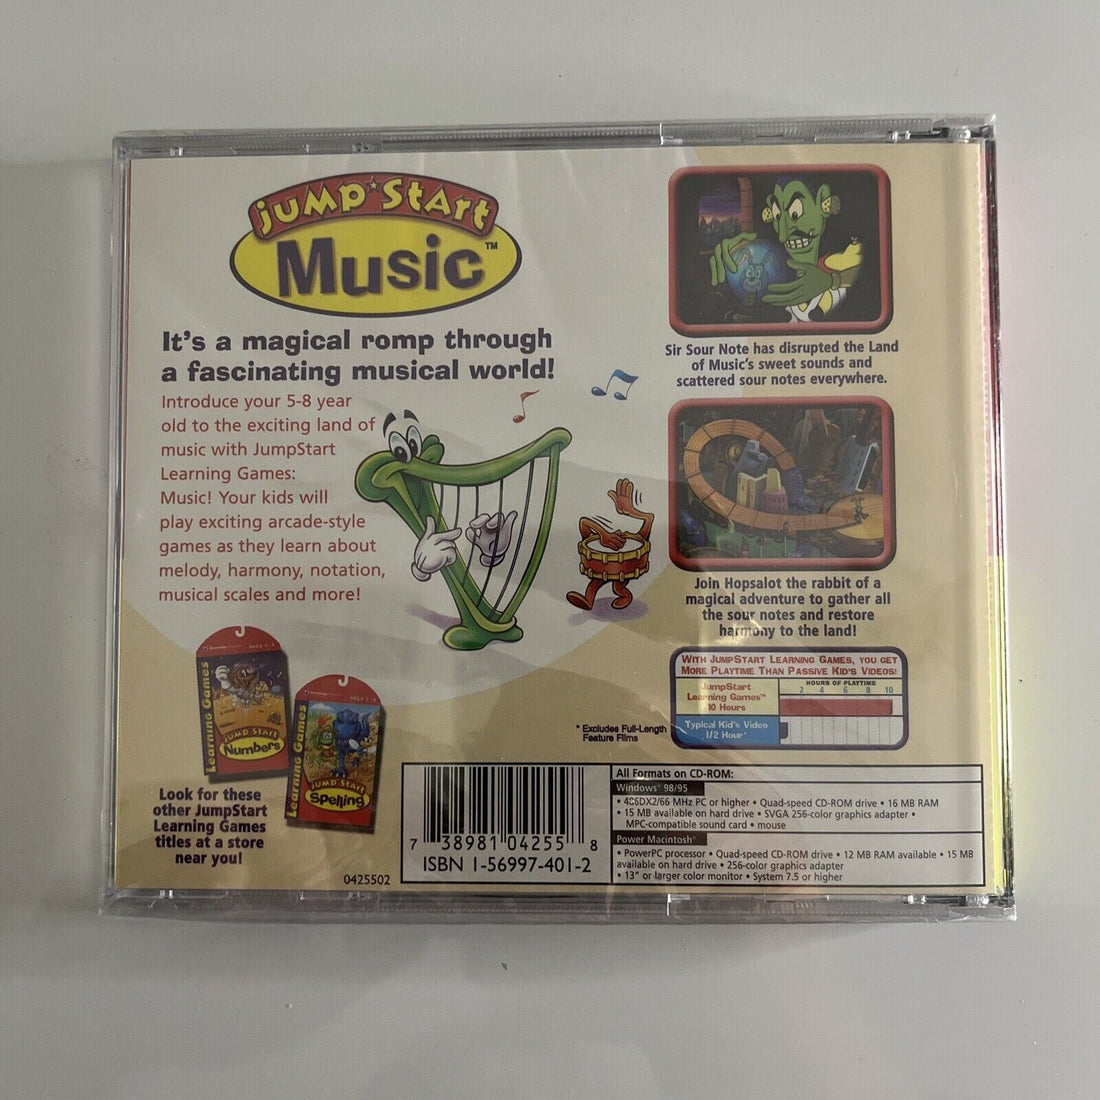 JumpStart
Music™
It's a magical romp through
a fascinating musical world!
Introduce your 5-8 year
old to the exciting land of
music with JumpStart
Learning Games:
Music! Your kids will
play exciting arcade-style
games as they learn about
melody, harmony, notation,
musical scales and more!
Sir Sour Note has disrupted the Land
of Music's sweet sounds and
scattered sour notes everywhere.
Join Hopsalot the rabbit of a
magical adventure to gather all
the sour notes and restore
harmony to the land!
With JumpStart Learning Games, you get
More Playtime Than Passive Kid's Videos!
HOURS OF PLAYTIME
2 4 6 8 10
JumpStart
Learning Games™
10 Hours
Typical Kid's Video
1/2 Hour*
* Excludes Full-Length
Feature Films
Learning Games
JumpStart
Numbers
Learning Games
JumpStart
Spelling
Look for these
other JumpStart
Learning Games
titles at a store
near you!
0425502
7 38981 04255 8
ISBN 1-56997-401-2
All Formats on CD-ROM:
Windows® 98/95
• 4C6DX2/66 MHz PC or higher • Quad-speed CD-ROM drive • 16 MB RAM
• 15 MB available on hard drive • SVGA 256-color graphics adapter •
MPC-compatible sound card • mouse
Power Macintosh®
• PowerPC processor • Quad-speed CD-ROM drive • 12 MB RAM available • 15 MB
available on hard drive • 256-color graphics adapter
• 13" or larger color monitor • System 7.5 or higher